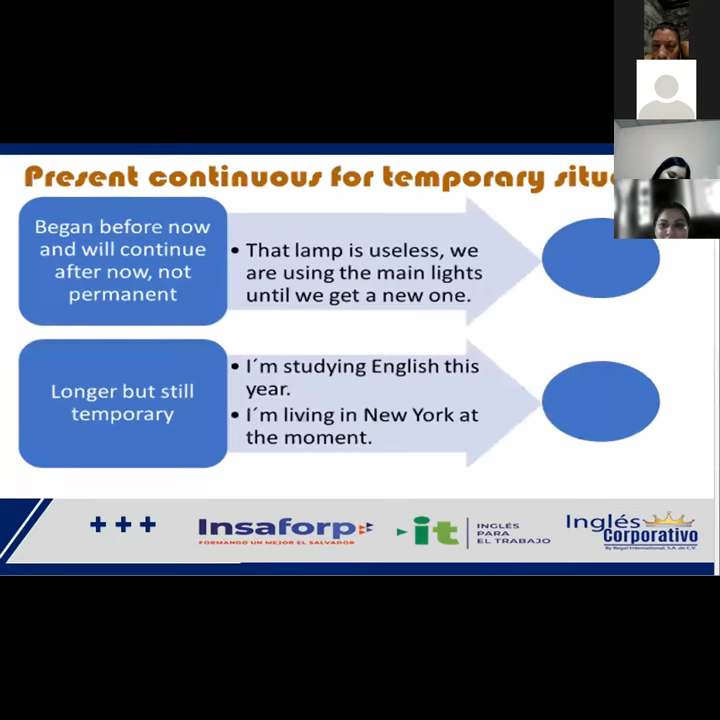 Present continuous for temporary
Began before now
and will continue
after now, not
permanent
• That lamp is useless, we
are using the main lights
until we get a new one.
Longer but still
temporary
• I´m studying English this
year.
• I´m living in New York at
the moment.
+++
Insaforp
FORMANDO UN MEJOR EL SALVADOR
it
INGLÉS
PARA
EL TRABAJO
Inglés
Corporativo
By Regal International, S.A. de C.V.